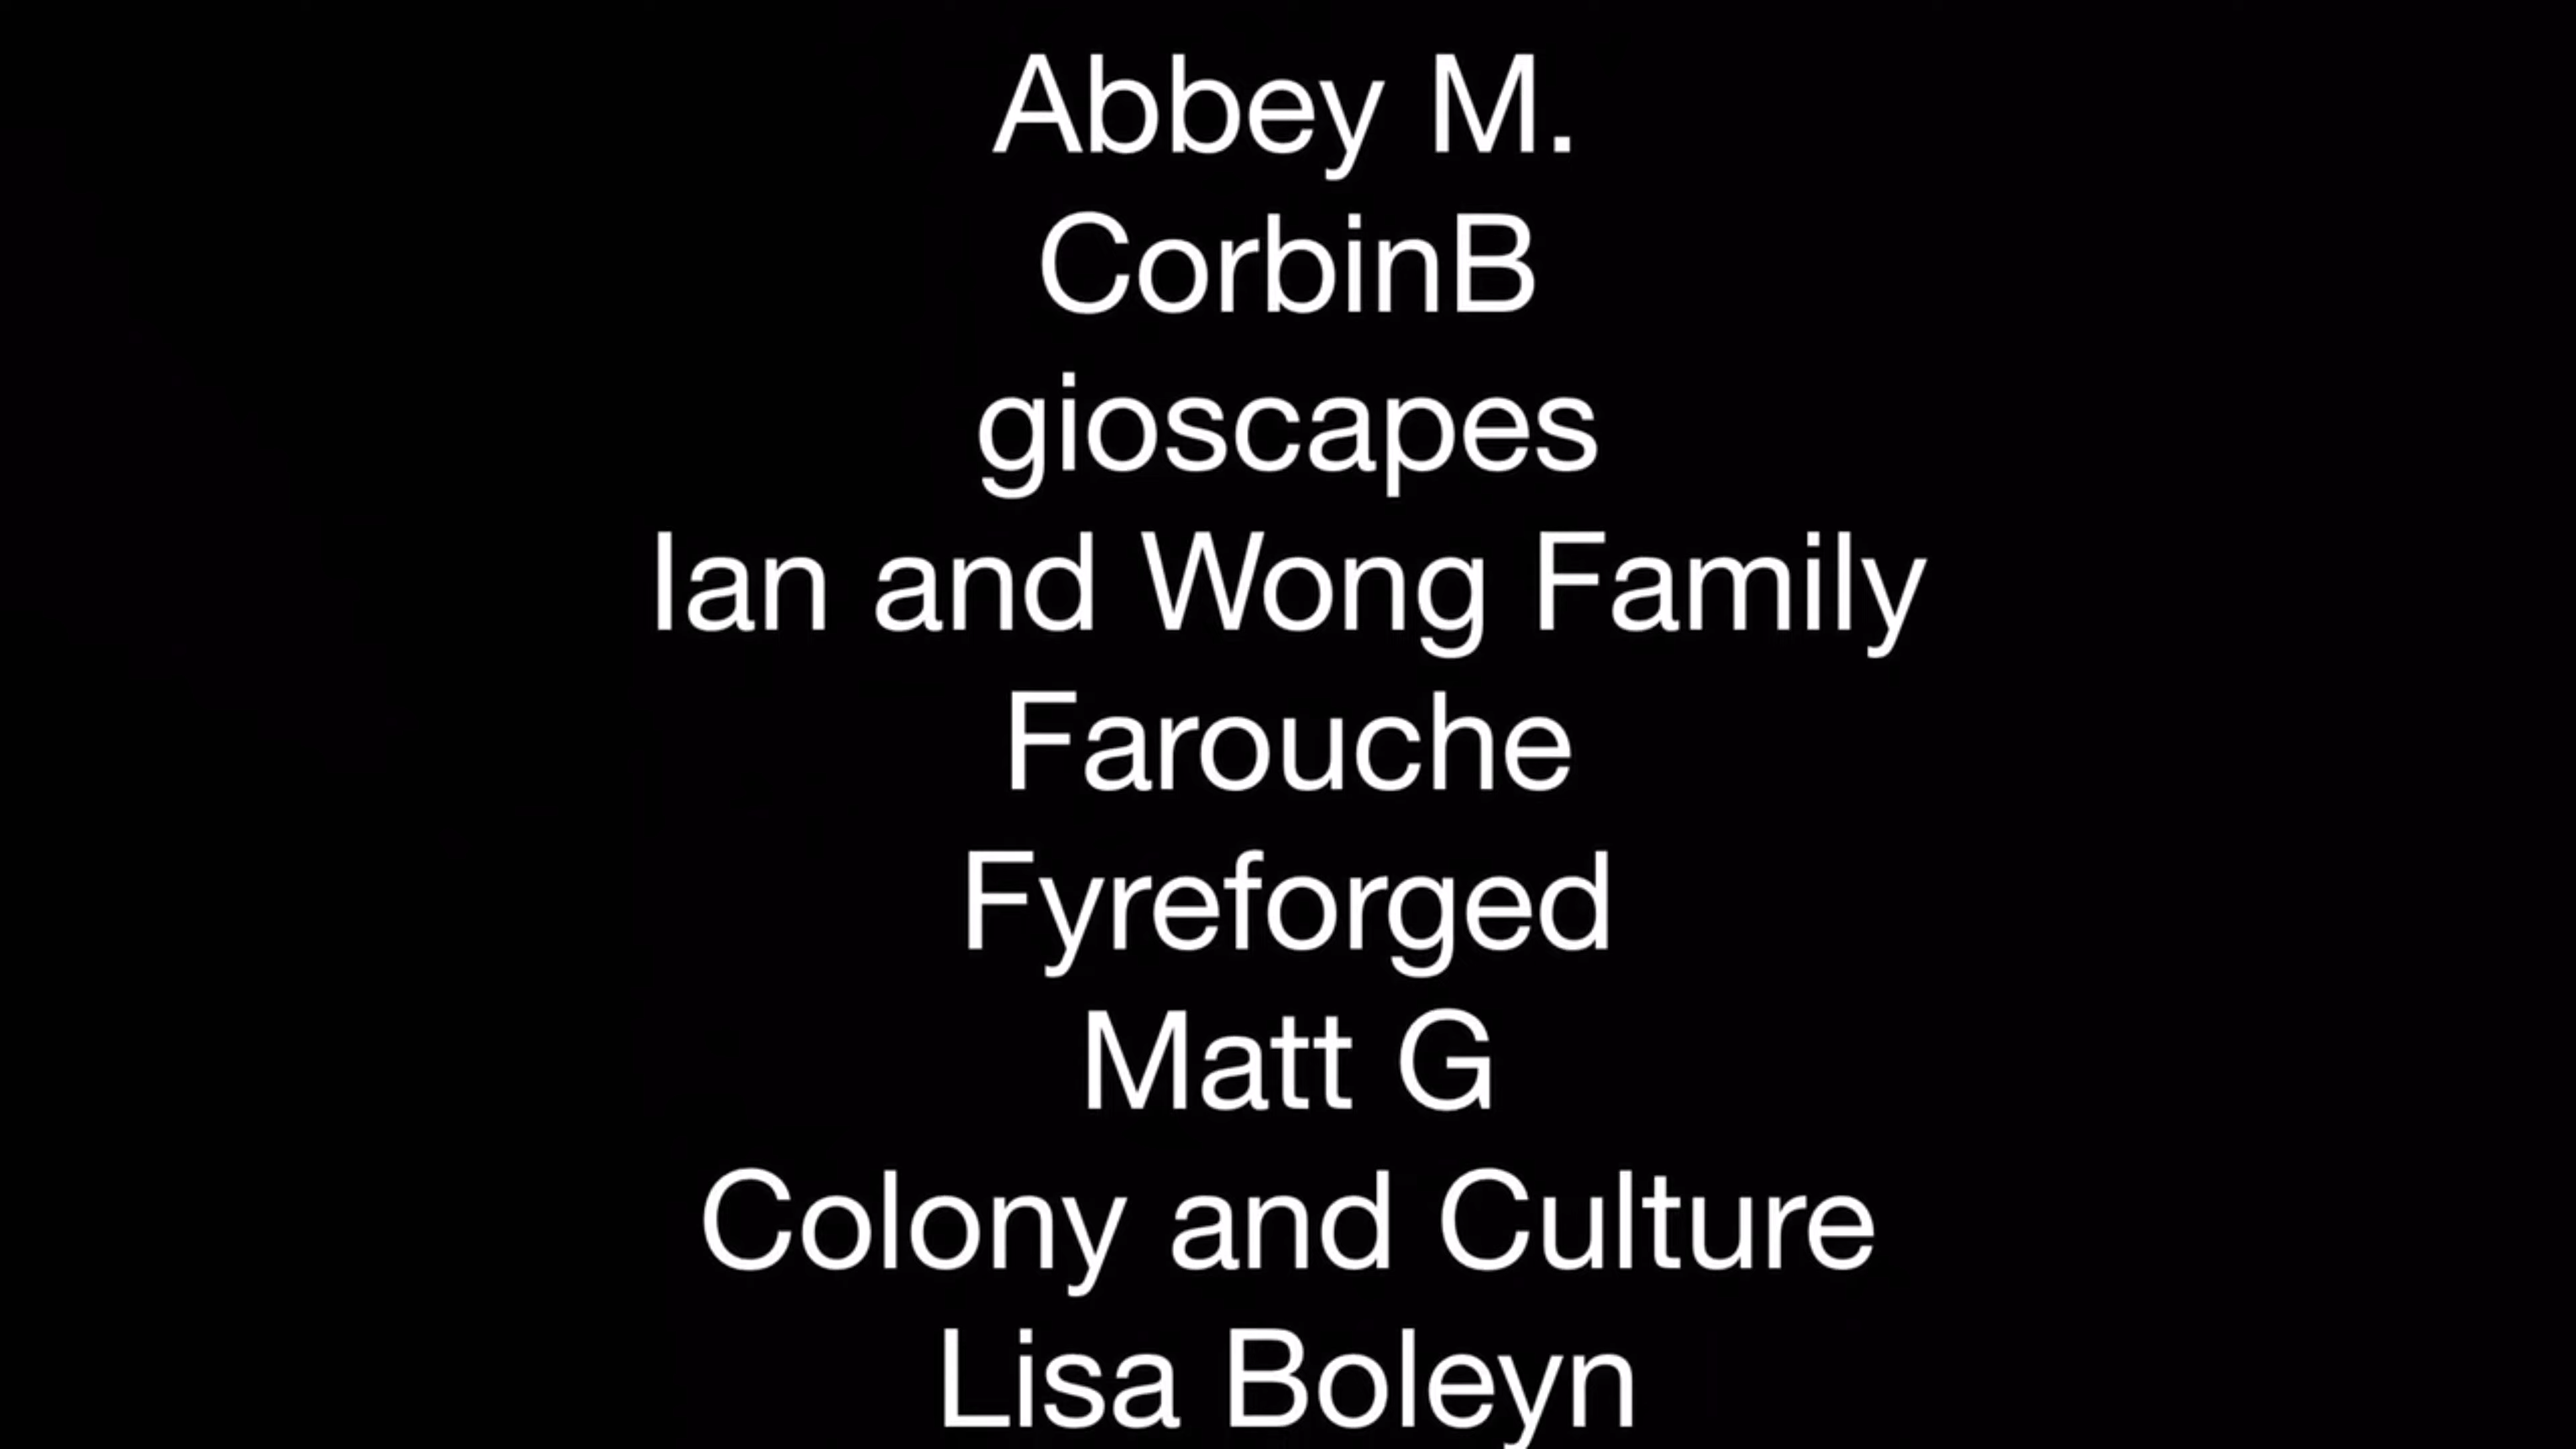 Abbey M.
CorbinB
gioscapes
Ian and Wong Family
Farouche
Fyreforged
Matt G
Colony and Culture
Lisa Boleyn